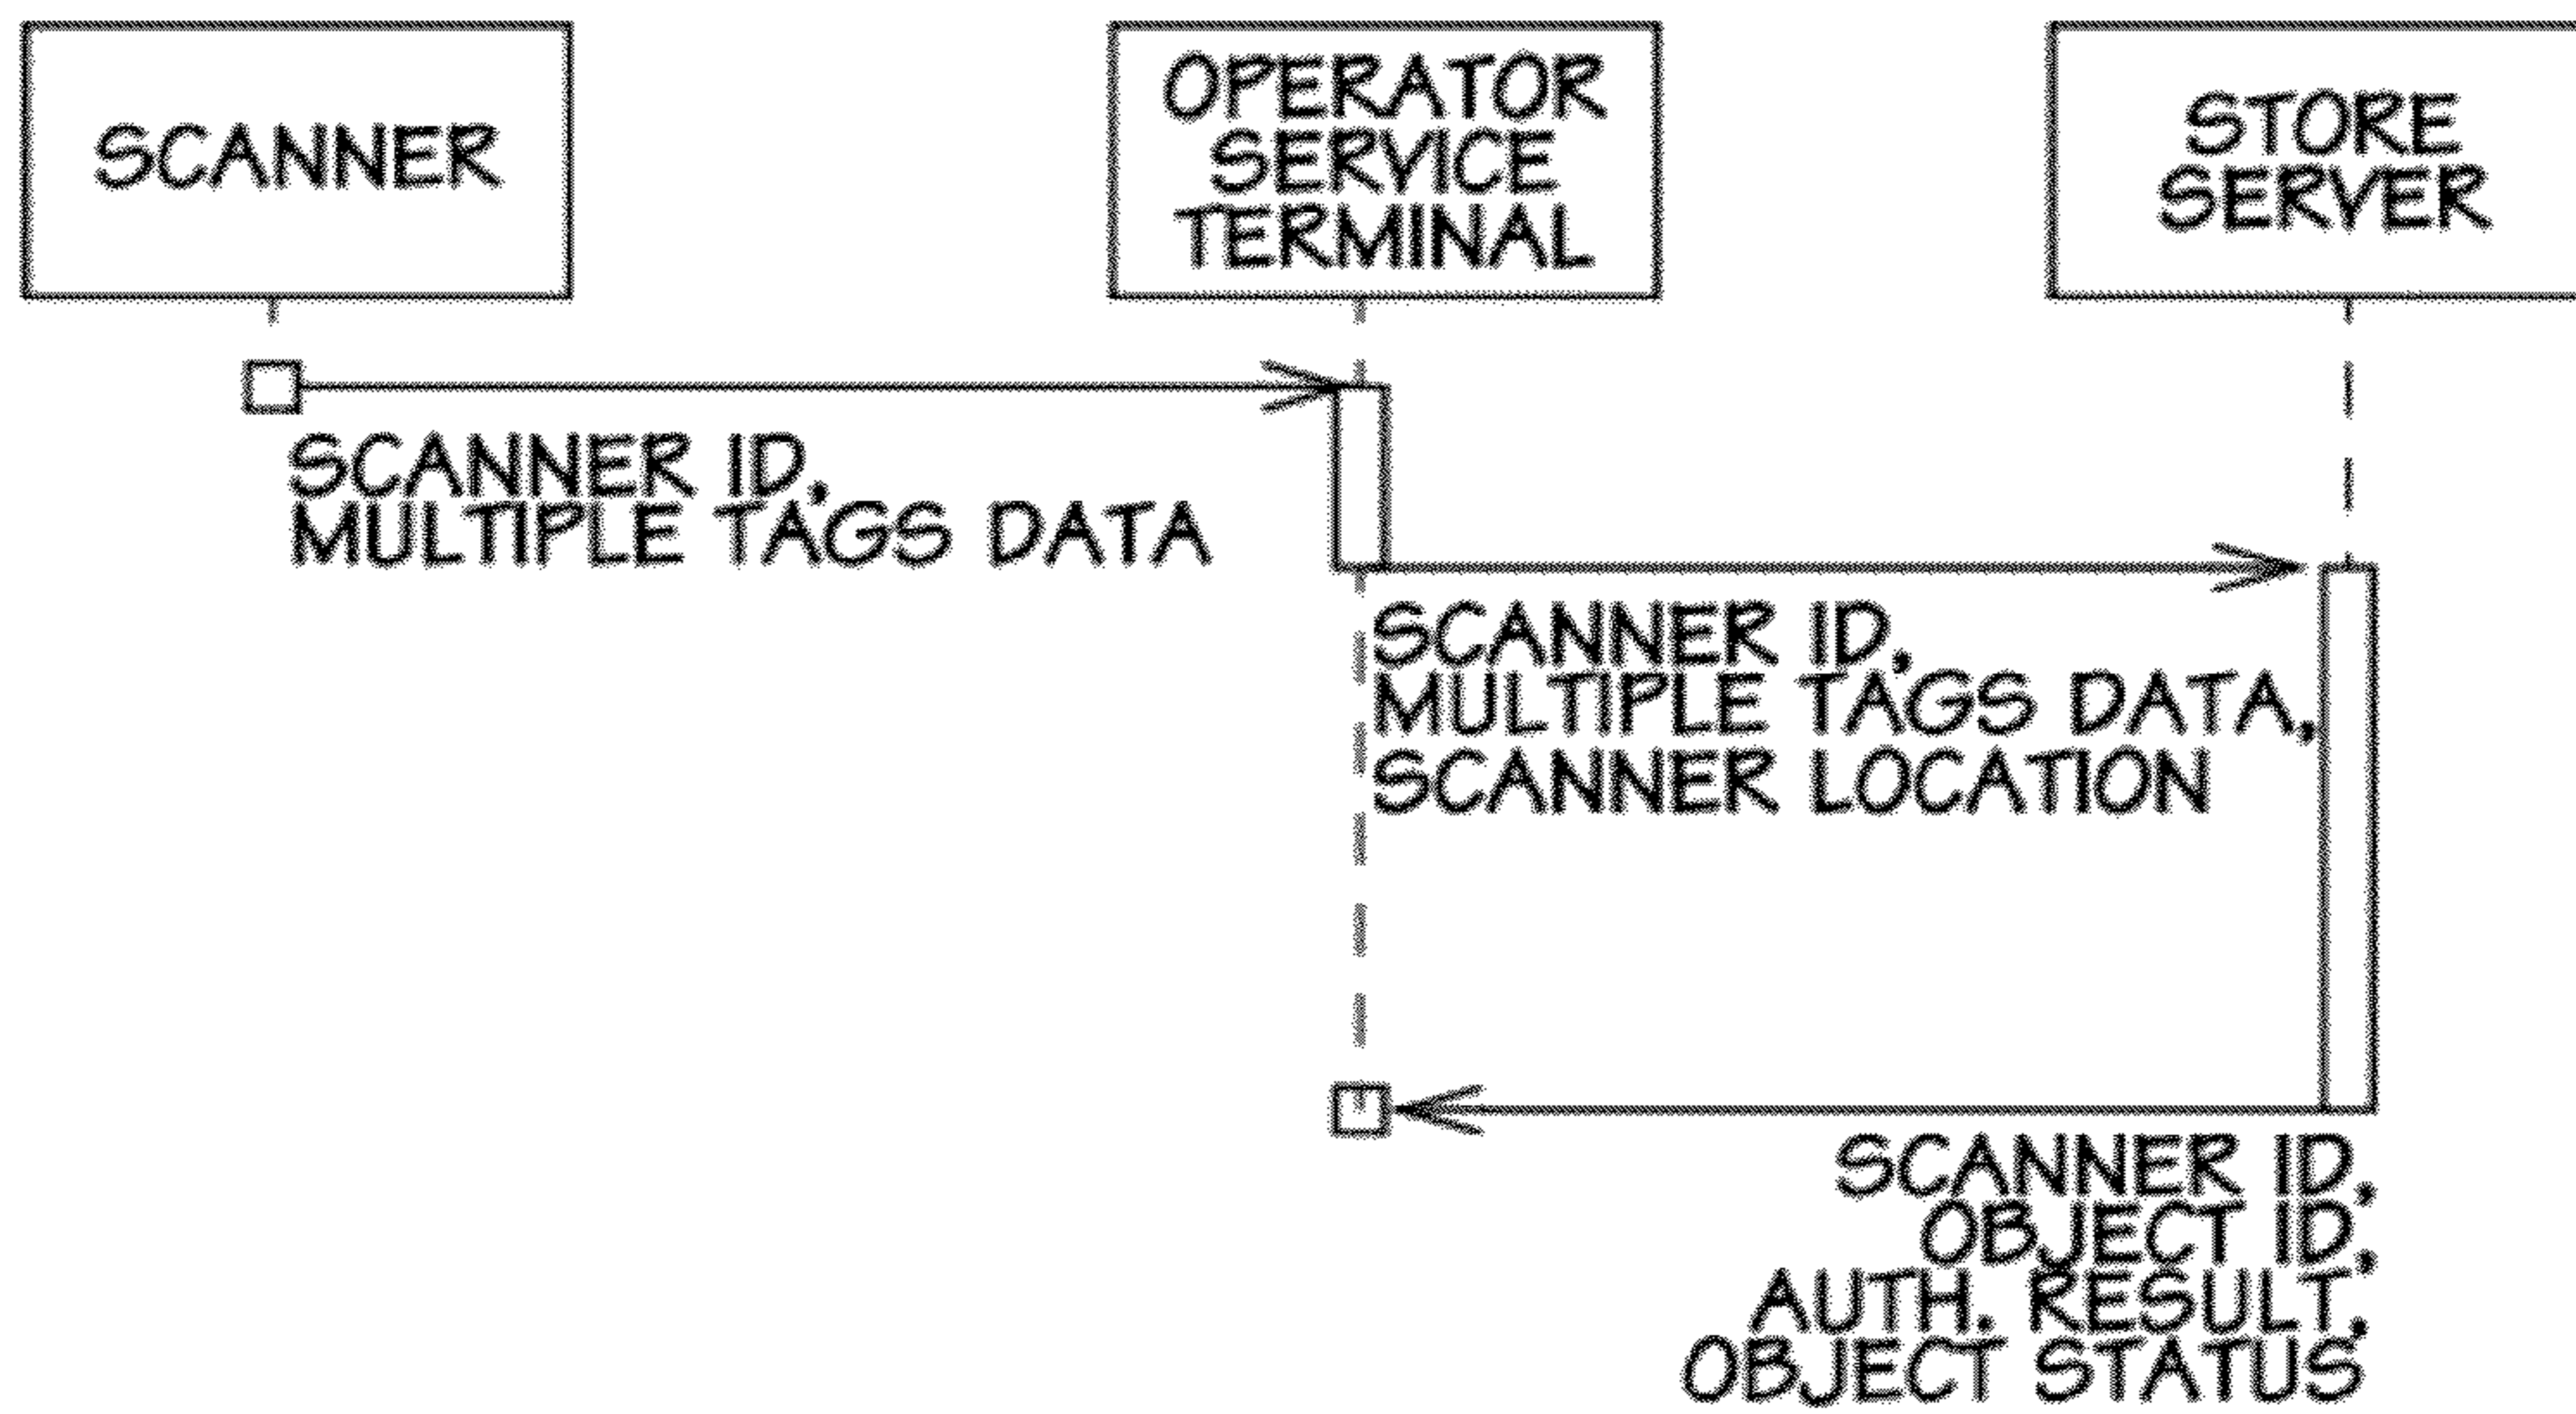 SCANNER
OPERATOR
SERVICE
TERMINAL
STORE
SERVER
SCANNER ID,
MULTIPLE TAGS DATA
SCANNER ID,
MULTIPLE TAGS DATA,
SCANNER LOCATION
SCANNER ID,
OBJECT ID,
AUTH. RESULT,
OBJECT STATUS